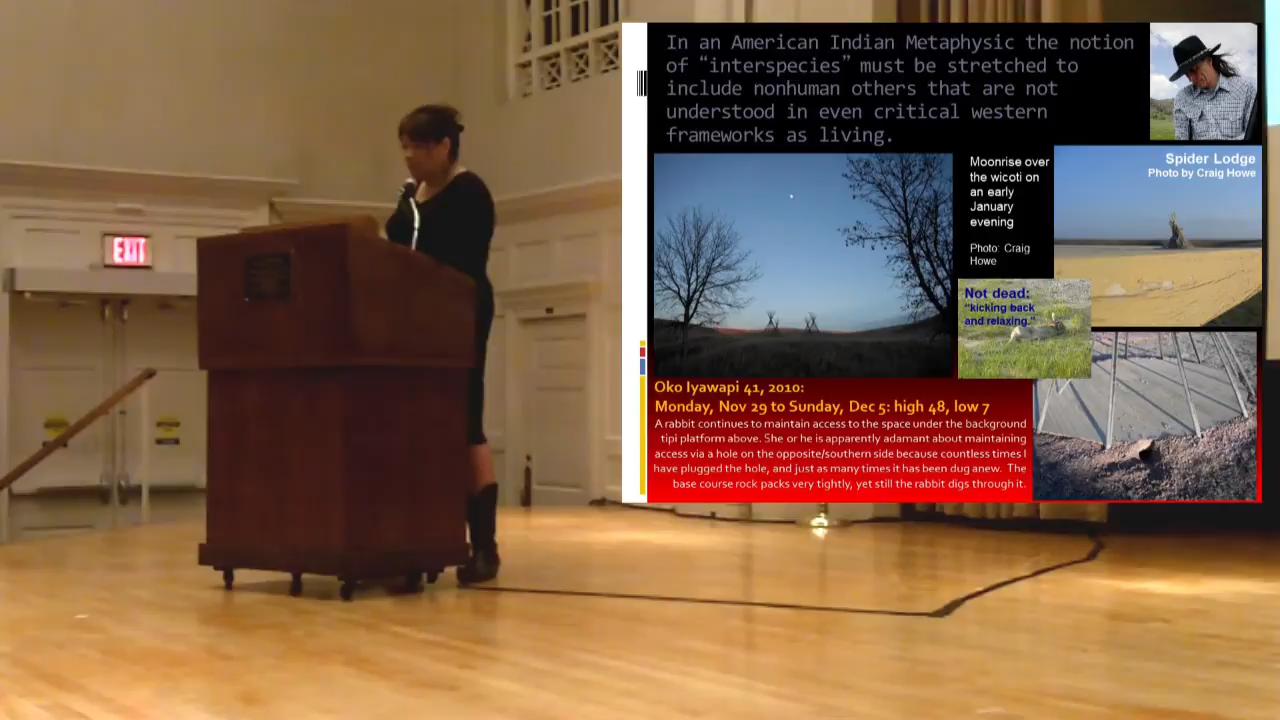 In an American Indian Metaphysic the notion
of “interspecies” must be stretched to
include nonhuman others that are not
understood in even critical western
frameworks as living.
Moonrise over
the wicoti on
an early
January
evening
Photo: Craig
Howe
Spider Lodge
Photo by Craig Howe
Not dead:
“kicking back
and relaxing.”
Oko Iyawapi 41, 2010:
Monday, Nov 29 to Sunday, Dec 5: high 48, low 7
A rabbit continues to maintain access to the space under the background
tipi platform above. She or he is apparently adamant about maintaining
access via a hole on the opposite/southern side because countless times I
have plugged the hole, and just as many times it has been dug anew. The
base course rock packs very tightly, yet still the rabbit digs through it.
EXIT